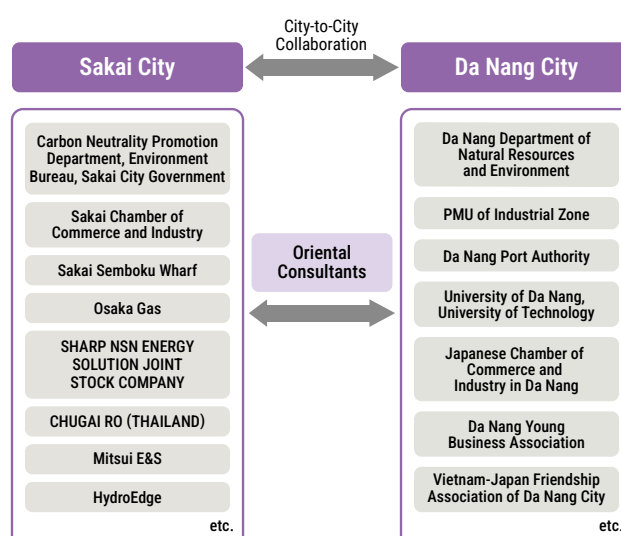 City-to-City
Collaboration
Sakai City
Da Nang City
Carbon Neutrality Promotion
Department, Environment
Bureau, Sakai City Government
Sakai Chamber of
Commerce and Industry
Sakai Semboku Wharf
Osaka Gas
SHARP NSN ENERGY
SOLUTION JOINT
STOCK COMPANY
CHUGAI RO (THAILAND)
Mitsui E&S
HydroEdge
etc.
Oriental
Consultants
Da Nang Department of
Natural Resources
and Environment
PMU of Industrial Zone
Da Nang Port Authority
University of Da Nang,
University of Technology
Japanese Chamber of
Commerce and
Industry in Da Nang
Da Nang Young
Business Association
Vietnam-Japan Friendship
Association of Da Nang City
etc.